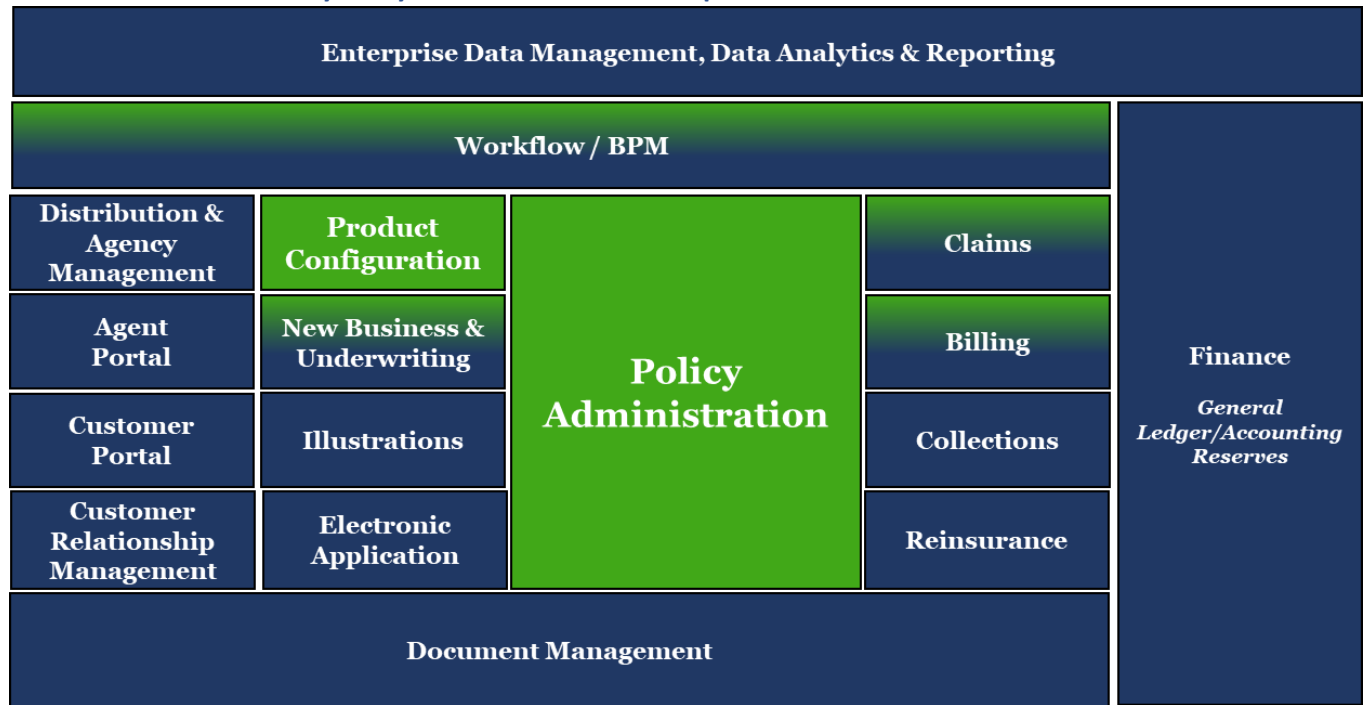 Enterprise Data Management, Data Analytics & Reporting
Workflow / BPM
Distribution &
Agency
Management
Product
Configuration
Policy
Administration
Claims
Finance
General
Ledger/Accounting
Reserves
Agent
Portal
New Business &
Underwriting
Billing
Customer
Portal
Illustrations
Collections
Customer
Relationship
Management
Electronic
Application
Reinsurance
Document Management